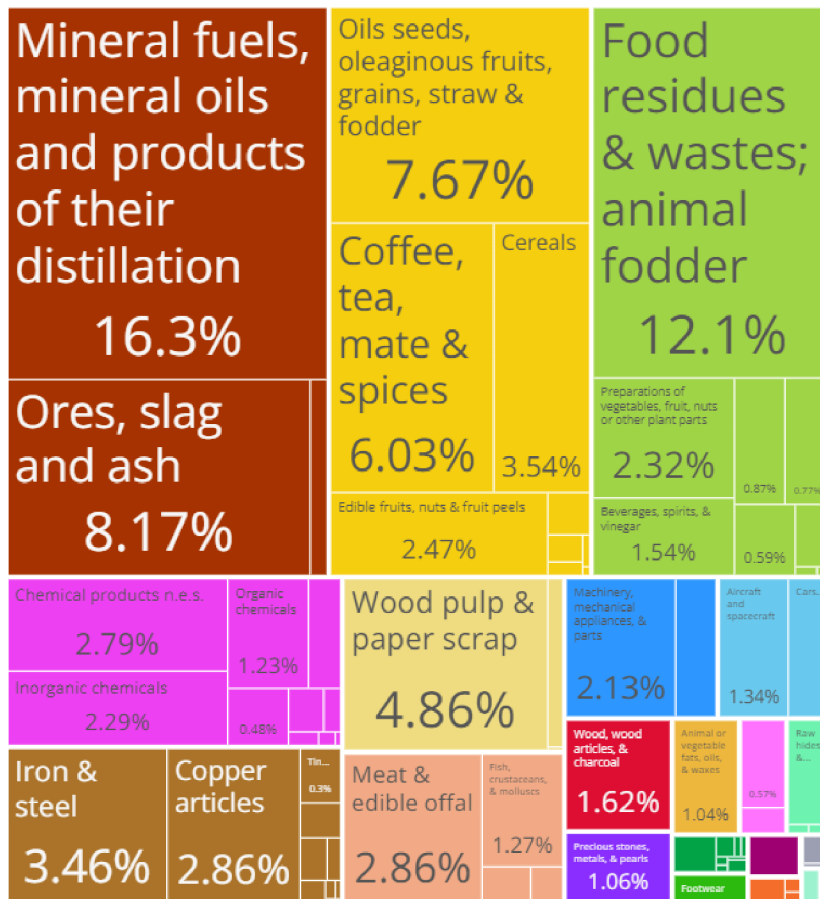 Mineral fuels,
mineral oils
and products
of their
distillation
16.3%
Ores, slag
and ash
8.17%
Oils seeds,
oleaginous fruits,
grains, straw &
fodder
7.67%
Coffee,
tea,
mate &
spices
6.03%
Cereals
3.54%
Edible fruits, nuts & fruit peels
2.47%
Food
residues
& wastes;
animal
fodder
12.1%
Preparations of
vegetables, fruit, nuts
or other plant parts
2.32%
0.87%
0.77%
Beverages, spirits, &
vinegar
1.54%
0.59%
Chemical products n.e.s.
2.79%
Organic
chemicals
1.23%
Inorganic chemicals
2.29%
0.48%
Iron &
steel
3.46%
Copper
articles
2.86%
Tin...
0.3%
Wood pulp &
paper scrap
4.86%
Meat &
edible offal
2.86%
Fish,
crustaceans,
& molluscs
1.27%
Machinery,
mechanical
appliances, &
parts
2.13%
Aircraft
and
spacecraft
1.34%
Cars...
Wood, wood
articles, &
charcoal
1.62%
Animal or
vegetable
fats, oils,
& waxes
1.04%
0.57%
Raw
hides
&...
Precious stones,
metals, & pearls
1.06%
Footwear